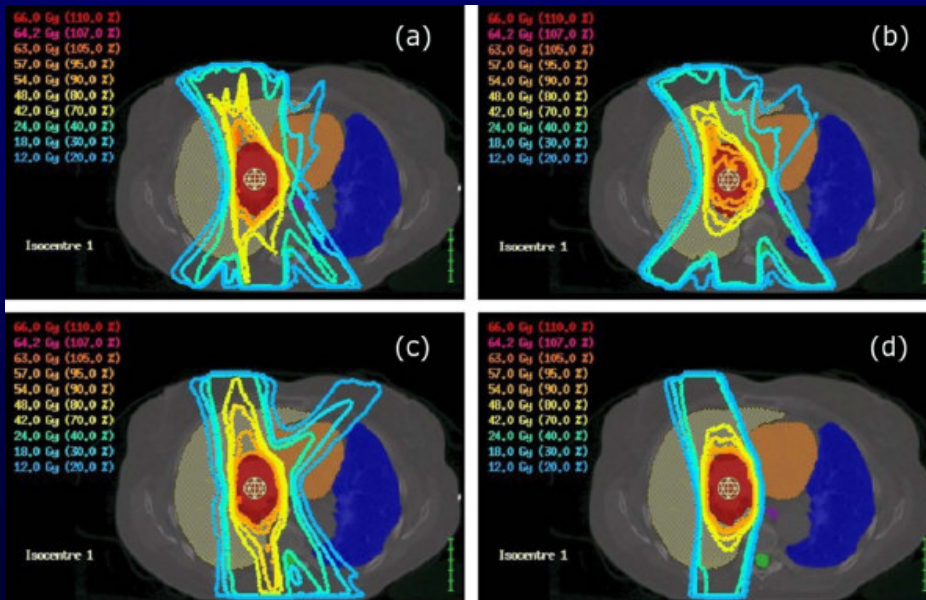 66.0 Gy (110.0 %)
64.2 Gy (107.0 %)
63.0 Gy (105.0 %)
57.0 Gy (95.0 %)
54.0 Gy (90.0 %)
48.0 Gy (80.0 %)
42.0 Gy (70.0 %)
24.0 Gy (40.0 %)
18.0 Gy (30.0 %)
12.0 Gy (20.0 %)
(a)
Isocentre 1
66.0 Gy (110.0 %)
64.2 Gy (107.0 %)
63.0 Gy (105.0 %)
57.0 Gy (95.0 %)
54.0 Gy (90.0 %)
48.0 Gy (80.0 %)
42.0 Gy (70.0 %)
24.0 Gy (40.0 %)
18.0 Gy (30.0 %)
12.0 Gy (20.0 %)
(b)
Isocentre 1
66.0 Gy (110.0 %)
64.2 Gy (107.0 %)
63.0 Gy (105.0 %)
57.0 Gy (95.0 %)
54.0 Gy (90.0 %)
48.0 Gy (80.0 %)
42.0 Gy (70.0 %)
24.0 Gy (40.0 %)
18.0 Gy (30.0 %)
12.0 Gy (20.0 %)
(c)
Isocentre 1
66.0 Gy (110.0 %)
64.2 Gy (107.0 %)
63.0 Gy (105.0 %)
57.0 Gy (95.0 %)
54.0 Gy (90.0 %)
48.0 Gy (80.0 %)
42.0 Gy (70.0 %)
24.0 Gy (40.0 %)
18.0 Gy (30.0 %)
12.0 Gy (20.0 %)
(d)
Isocentre 1